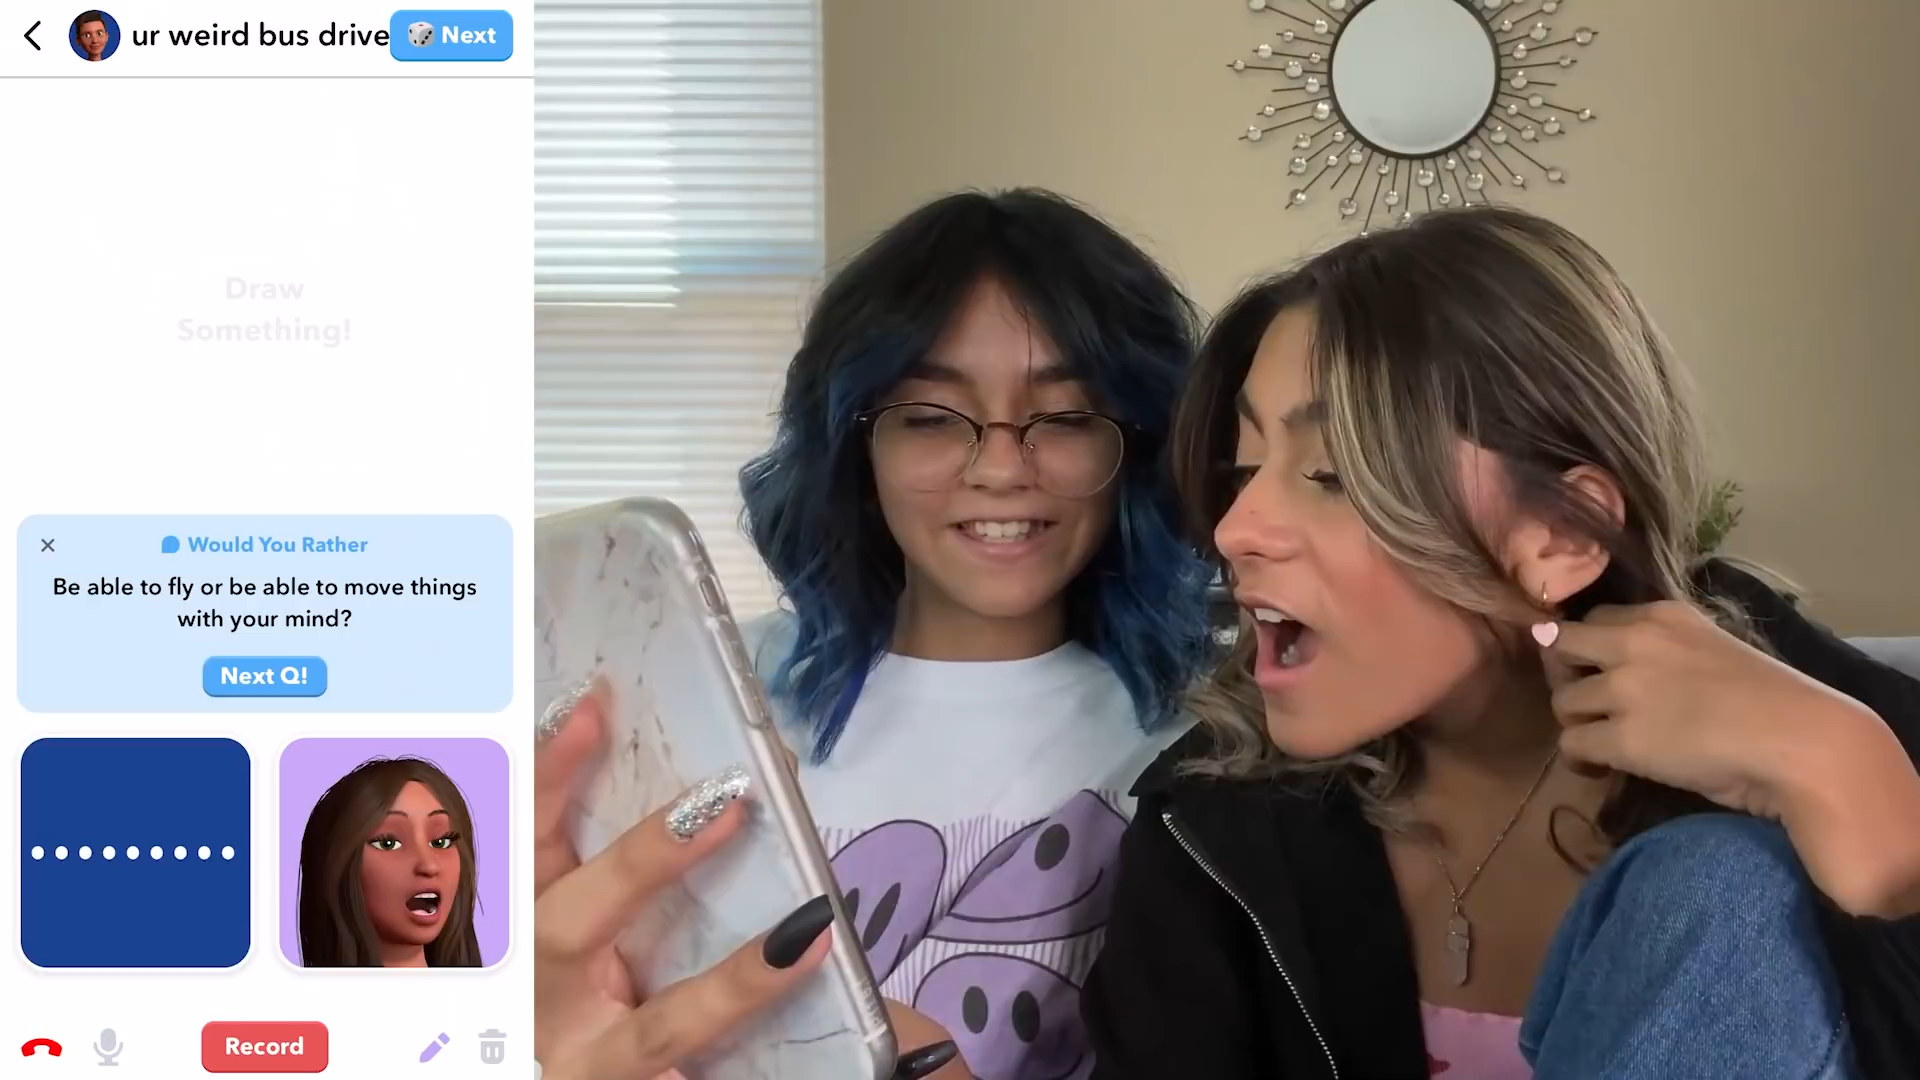 ur weird bus drive
Next
Draw
Something!
Would You Rather
Be able to fly or be able to move things
with your mind?
Next Q!
Record